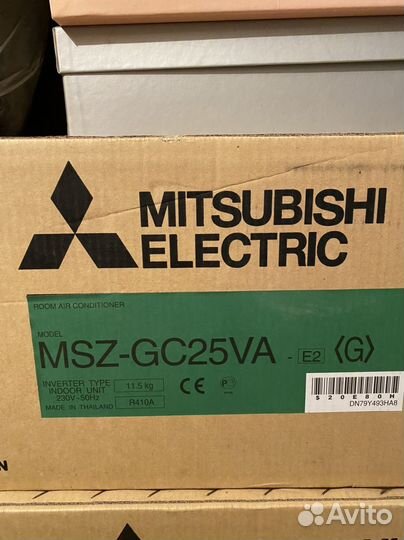 MITSUBISHI
ELECTRIC
ROOM AIR CONDITIONER
MODEL
MSZ-GC25VA - E2 〈G〉
INVERTER TYPE
INDOOR UNIT
230V~50Hz
MADE IN THAILAND
11.5 kg
R410A
CE
S20E80H
DN79Y493HA8
N
Avito